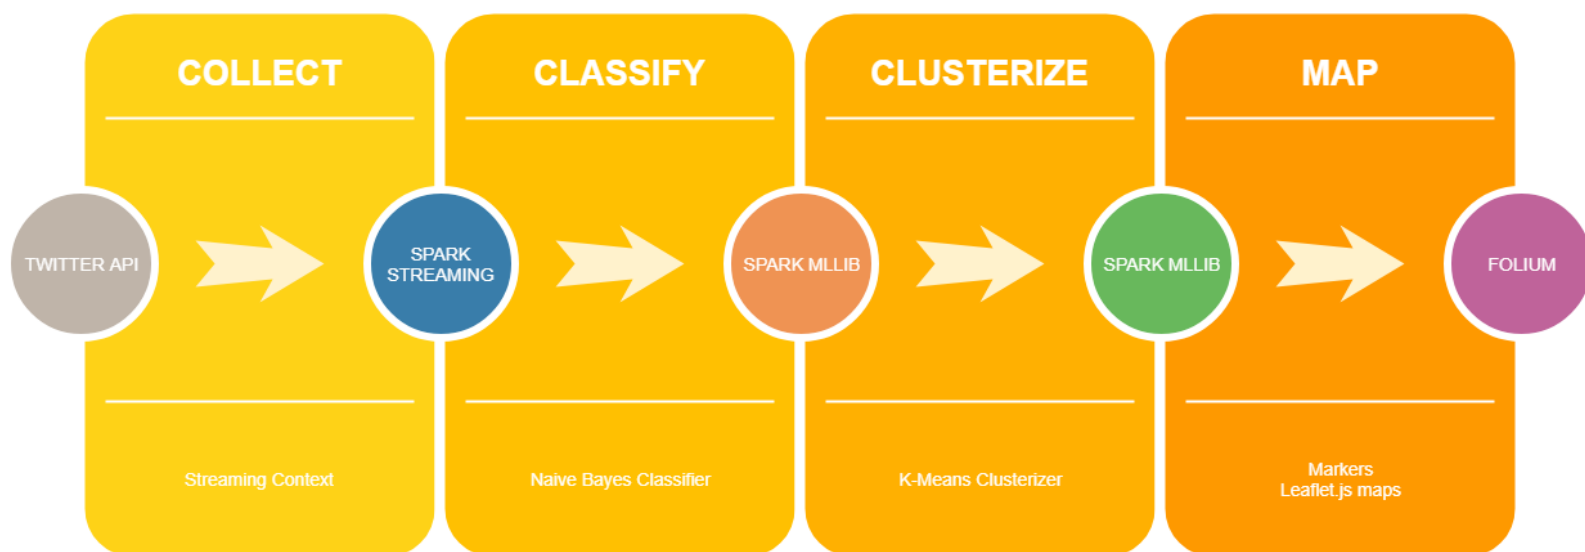 COLLECT
CLASSIFY
CLUSTERIZE
MAP
TWITTER API
SPARK
STREAMING
SPARK MLLIB
SPARK MLLIB
FOLIUM
Streaming Context
Naive Bayes Classifier
K-Means Clusterizer
Markers
Leaflet.js maps